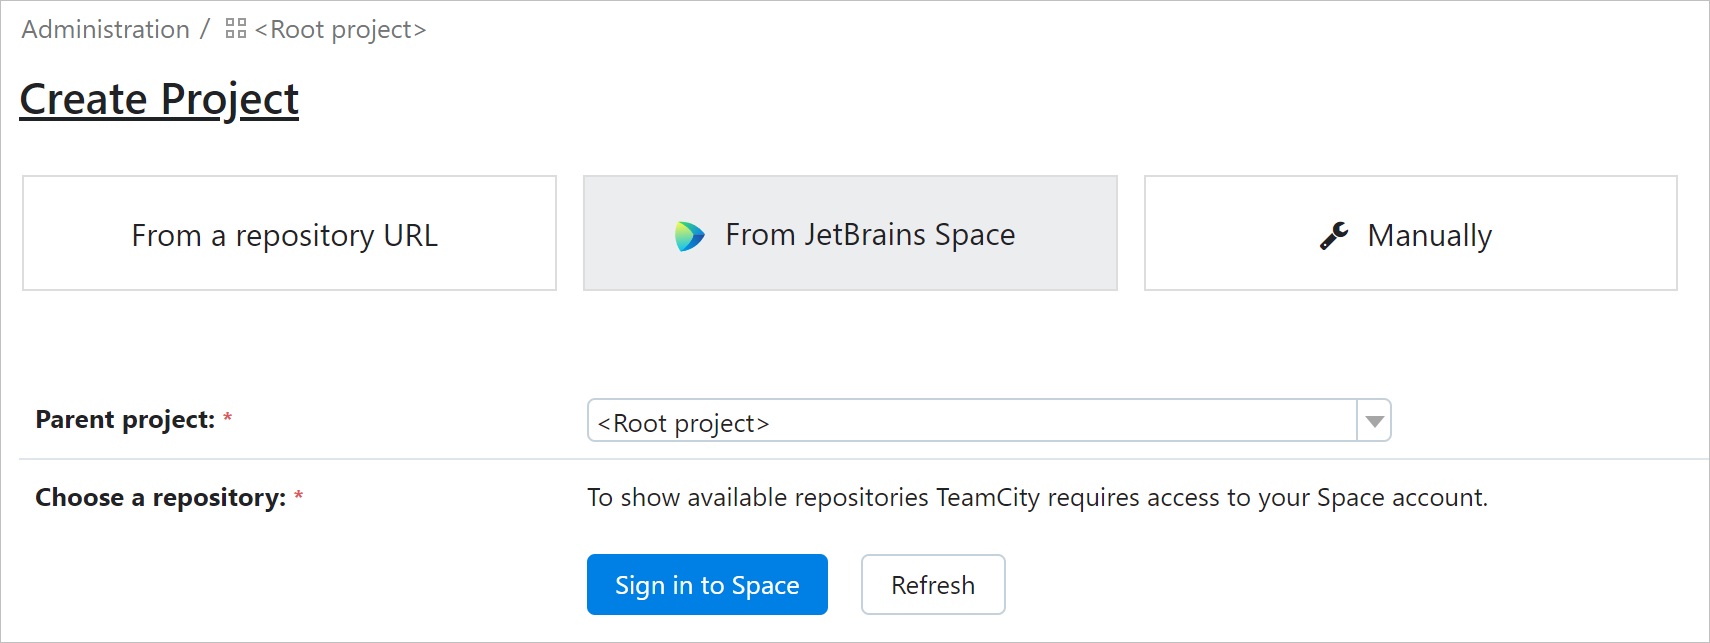 Administration / <Root project>
Create Project
From a repository URL
From JetBrains Space
Manually
Parent project: *
<Root project>
Choose a repository: *
To show available repositories TeamCity requires access to your Space account.
Sign in to Space
Refresh